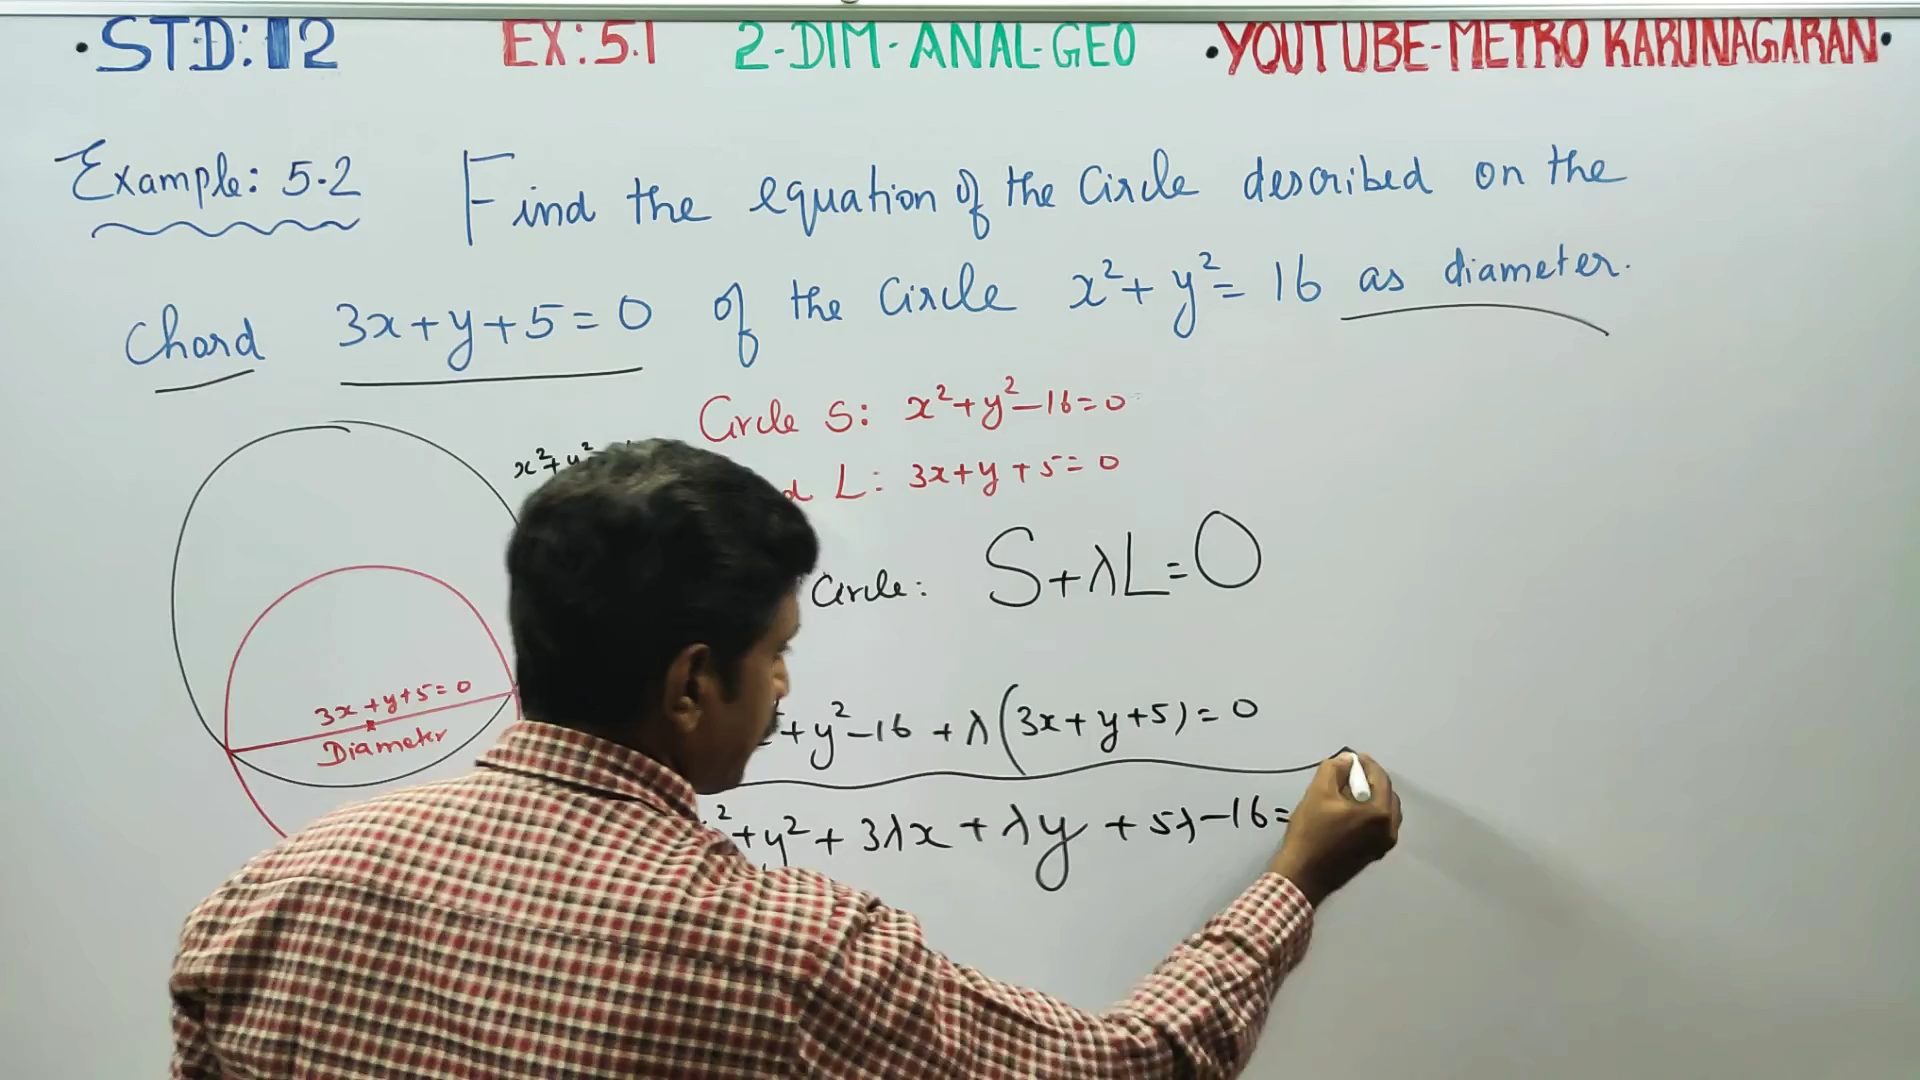 ·STD: 12 EX: 5.1 2-DIM-ANAL-GEO ·YOUTUBE-METRO KARUNAGARAN·
Example: 5.2 Find the equation of the Circle described on the
Chord 3x+y+5=0 of the Circle x²+y²=16 as diameter.
Circle S: x²+y²-16=0
x²+y²
L: 3x+y+5=0
Circle: S+λL=0
3x+y+5=0
Diameter
+y²-16+λ(3x+y+5)=0
²+y²+3λx+λy+5λ-16=